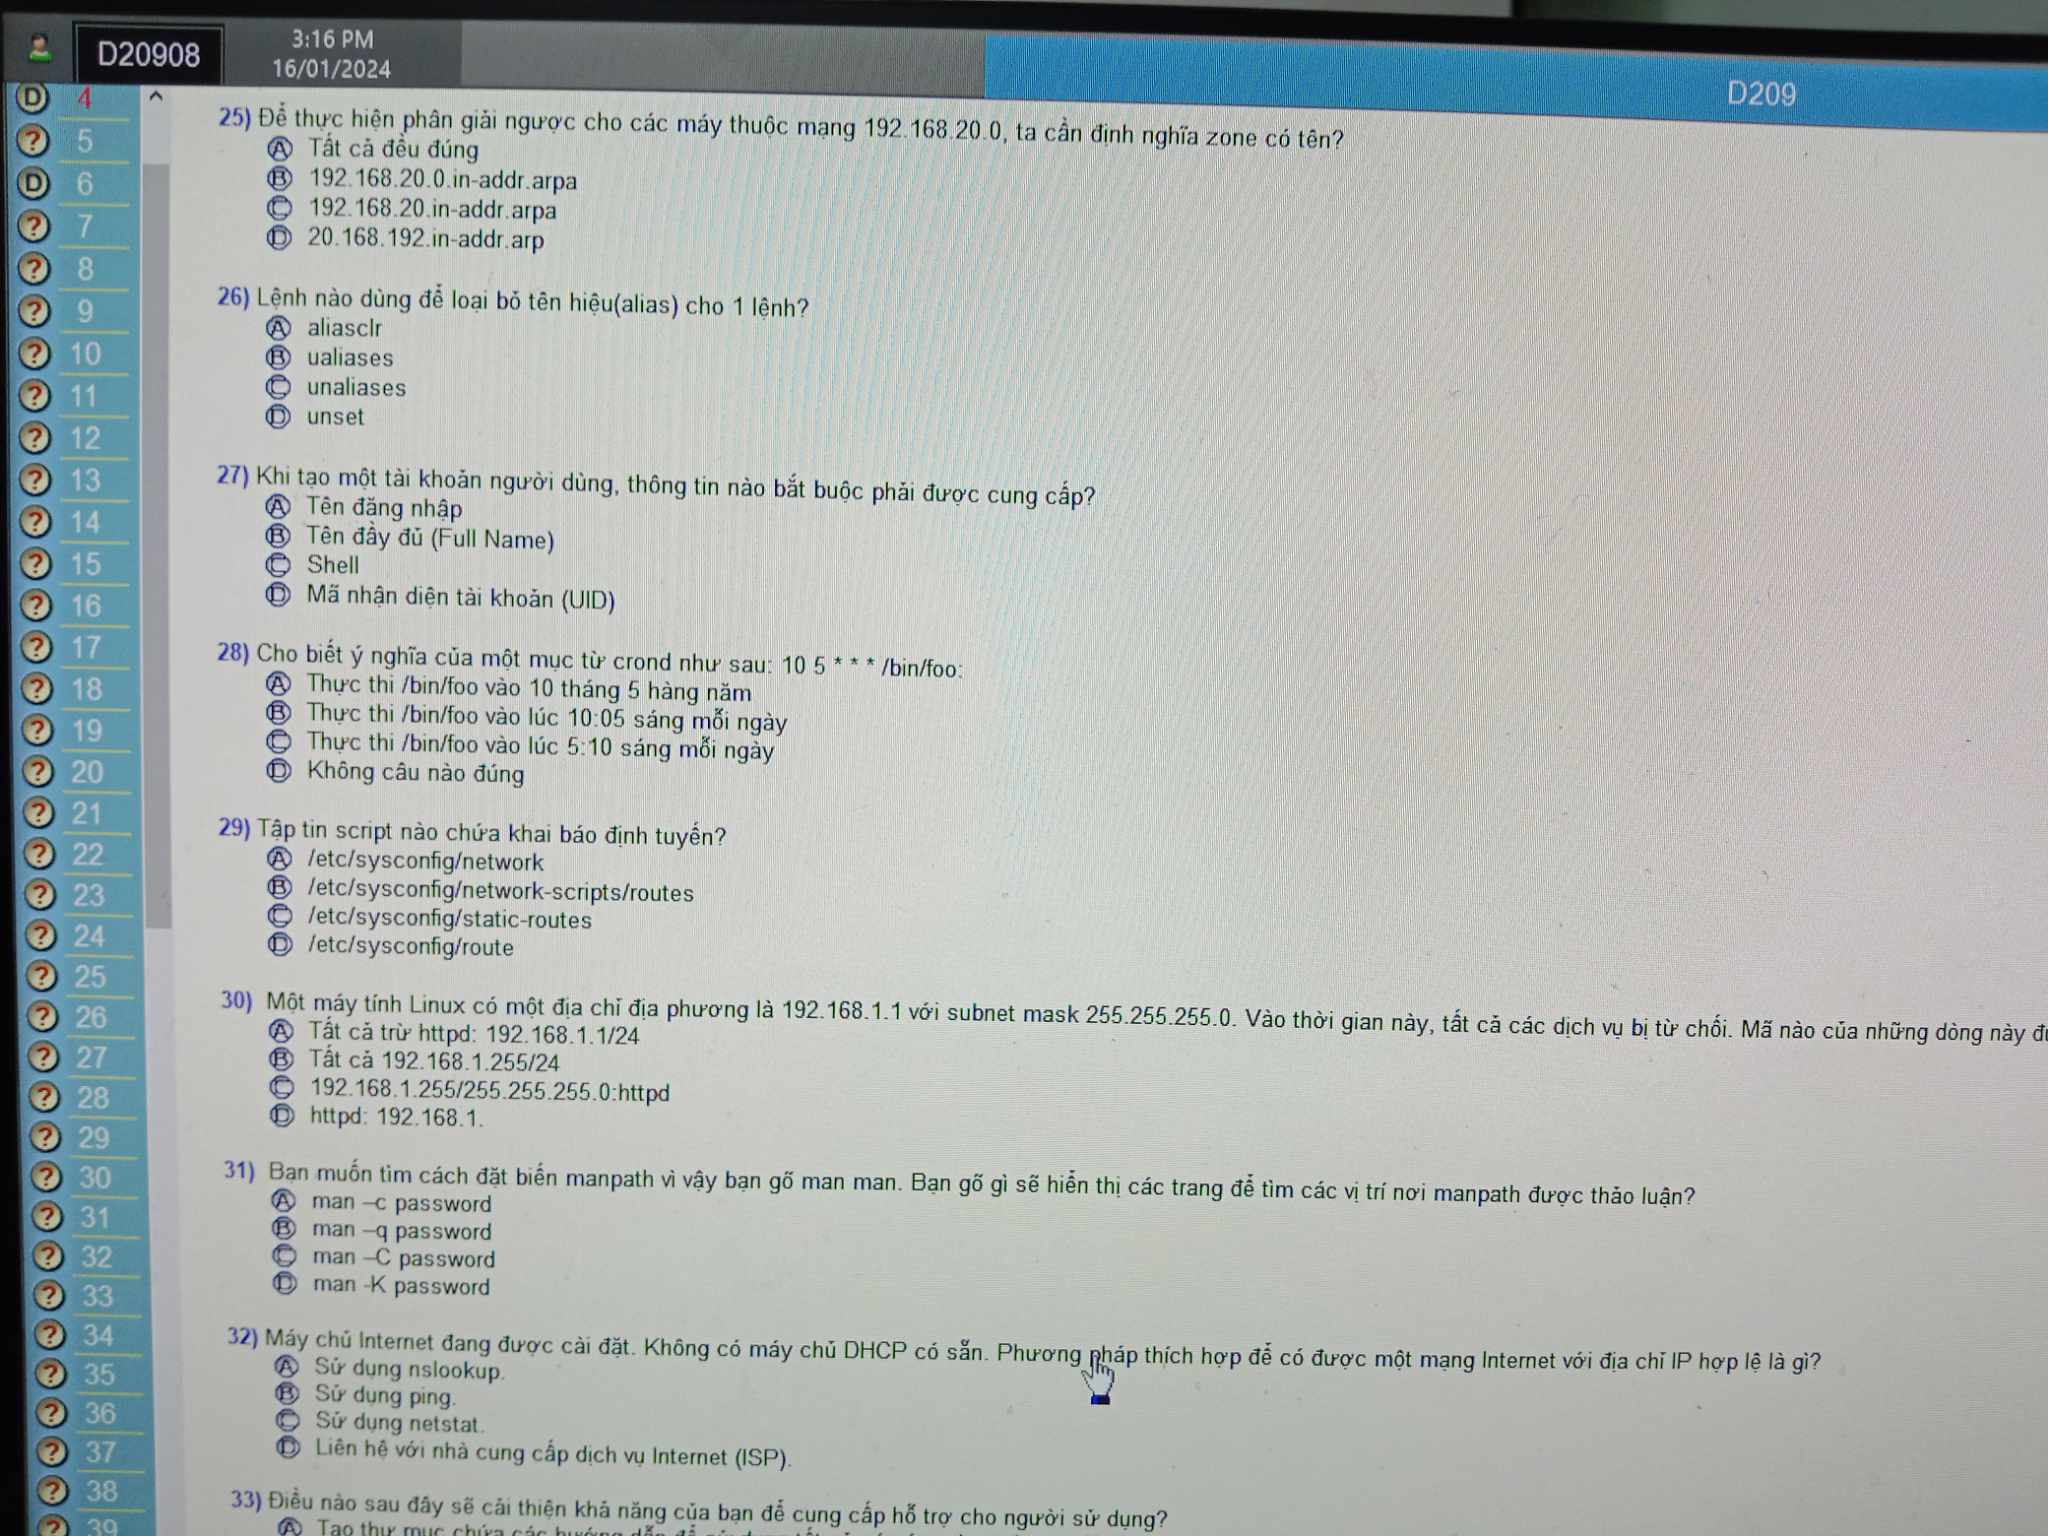 D20908
3:16 PM
16/01/2024
D209
D 4
? 5
D 6
? 7
? 8
? 9
? 10
? 11
? 12
? 13
? 14
? 15
? 16
? 17
? 18
? 19
? 20
? 21
? 22
? 23
? 24
? 25
? 26
? 27
? 28
? 29
? 30
? 31
? 32
? 33
? 34
? 35
? 36
? 37
? 38
? 39
25) Để thực hiện phân giải ngược cho các máy thuộc mạng 192.168.20.0, ta cần định nghĩa zone có tên?
A Tất cả đều đúng
B 192.168.20.0.in-addr.arpa
C 192.168.20.in-addr.arpa
D 20.168.192.in-addr.arp
26) Lệnh nào dùng để loại bỏ tên hiệu(alias) cho 1 lệnh?
A aliasclr
B ualiases
C unaliases
D unset
27) Khi tạo một tài khoản người dùng, thông tin nào bắt buộc phải được cung cấp?
A Tên đăng nhập
B Tên đầy đủ (Full Name)
C Shell
D Mã nhận diện tài khoản (UID)
28) Cho biết ý nghĩa của một mục từ crond như sau: 10 5 * * * /bin/foo:
A Thực thi /bin/foo vào 10 tháng 5 hàng năm
B Thực thi /bin/foo vào lúc 10:05 sáng mỗi ngày
C Thực thi /bin/foo vào lúc 5:10 sáng mỗi ngày
D Không câu nào đúng
29) Tập tin script nào chứa khai báo định tuyến?
A /etc/sysconfig/network
B /etc/sysconfig/network-scripts/routes
C /etc/sysconfig/static-routes
D /etc/sysconfig/route
30) Một máy tính Linux có một địa chỉ địa phương là 192.168.1.1 với subnet mask 255.255.255.0. Vào thời gian này, tất cả các dịch vụ bị từ chối. Mã nào của những dòng này
A Tất cả trừ httpd: 192.168.1.1/24
B Tất cả 192.168.1.255/24
C 192.168.1.255/255.255.255.0:httpd
D httpd: 192.168.1.
31) Bạn muốn tìm cách đặt biến manpath vì vậy bạn gõ man man. Bạn gõ gì sẽ hiển thị các trang để tìm các vị trí nơi manpath được thảo luận?
A man –c password
B man –q password
C man –C password
D man -K password
32) Máy chủ Internet đang được cài đặt. Không có máy chủ DHCP có sẵn. Phương pháp thích hợp để có được một mạng Internet với địa chỉ IP hợp lệ là gì?
A Sử dụng nslookup.
B Sử dụng ping.
C Sử dụng netstat.
D Liên hệ với nhà cung cấp dịch vụ Internet (ISP).
33) Điều nào sau đây sẽ cải thiện khả năng của bạn để cung cấp hỗ trợ cho người sử dụng?
A Tạo thư mục chứa các hướng dẫn để